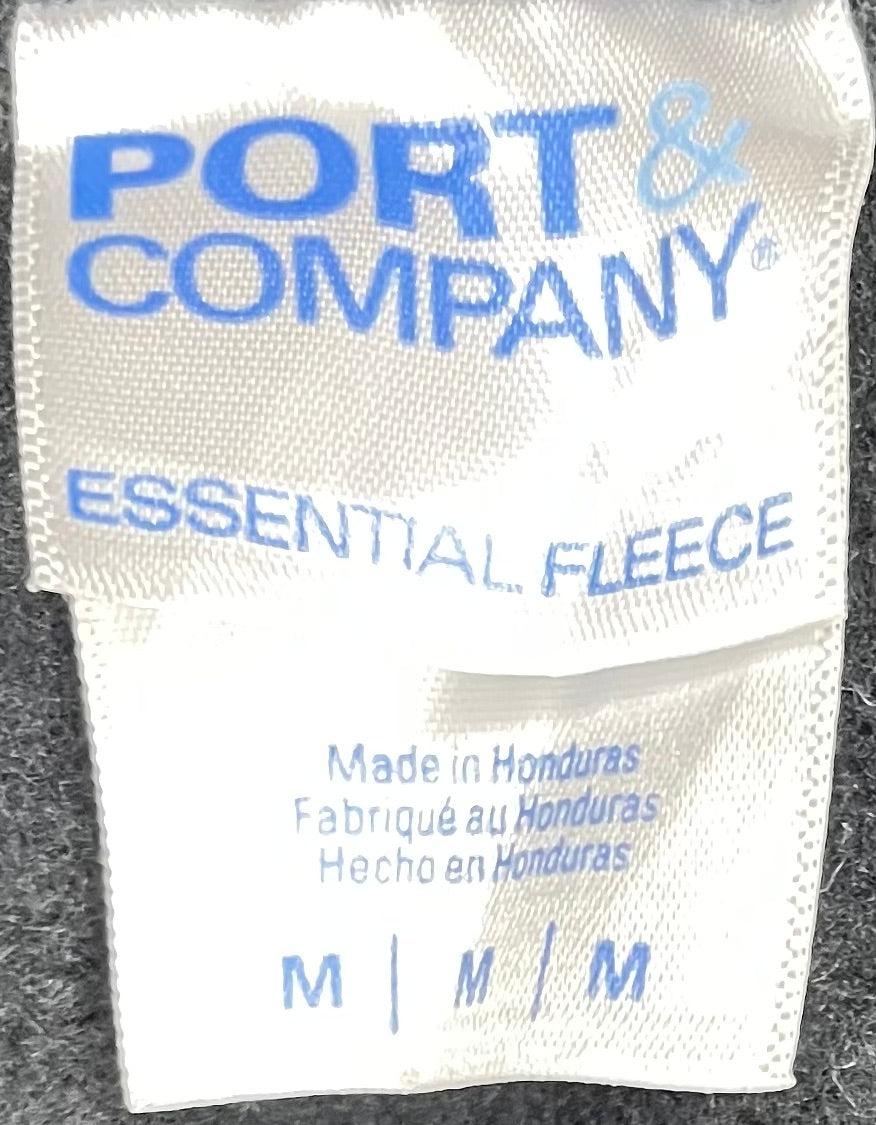 PORT &
COMPANY®
ESSENTIAL FLEECE
Made in Honduras
Fabriqué au Honduras
Hecho en Honduras
M | M | M